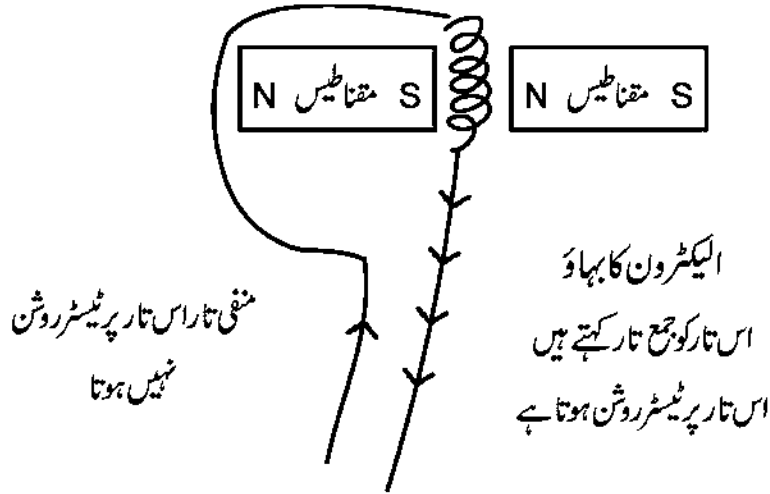 N مقناطیس S
N مقناطیس S
الیکٹرون کا بہاؤ
اس تار کو جمع تار کہتے ہیں
اس تار پر ٹیسٹر روشن ہوتا ہے
منفی تار اس تار پر ٹیسٹر روشن
نہیں ہوتا